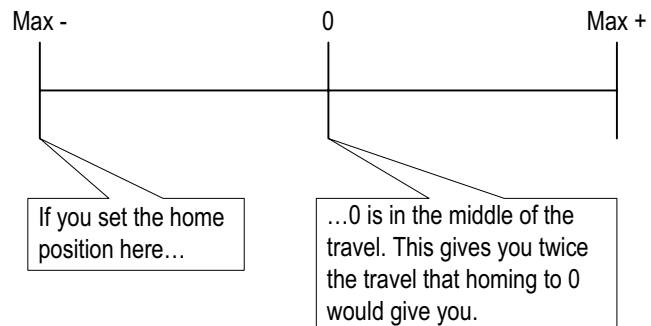 Max - 0 Max +
If you set the home
position here…
…0 is in the middle of the
travel. This gives you twice
the travel that homing to 0
would give you.